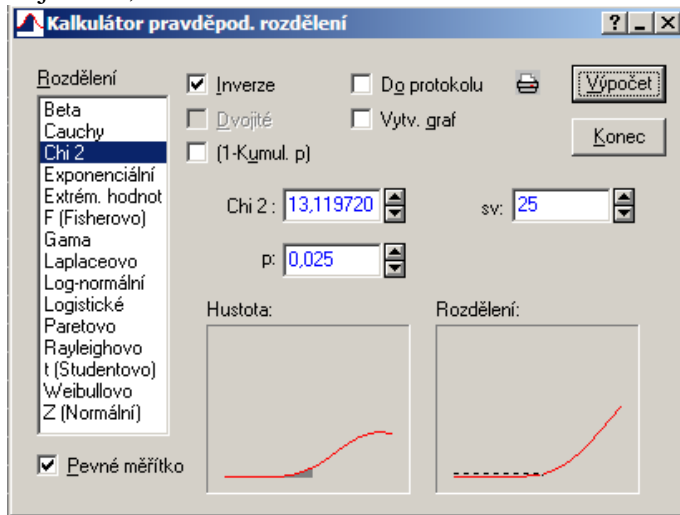 Kalkulátor pravděpod. rozdělení
Rozdělení
Inverze
Do protokolu
Výpočet
Dvojité
Vytv. graf
(1-Kumul. p)
Konec
Beta
Cauchy
Chi 2
Exponenciální
Extrém. hodnot
F (Fisherovo)
Gama
Laplaceovo
Log-normální
Logistické
Paretovo
Rayleighovo
t (Studentovo)
Weibullovo
Z (Normální)
Chi 2 : 13,119720
sv: 25
p: 0,025
Hustota:
Rozdělení:
Pevné měřítko